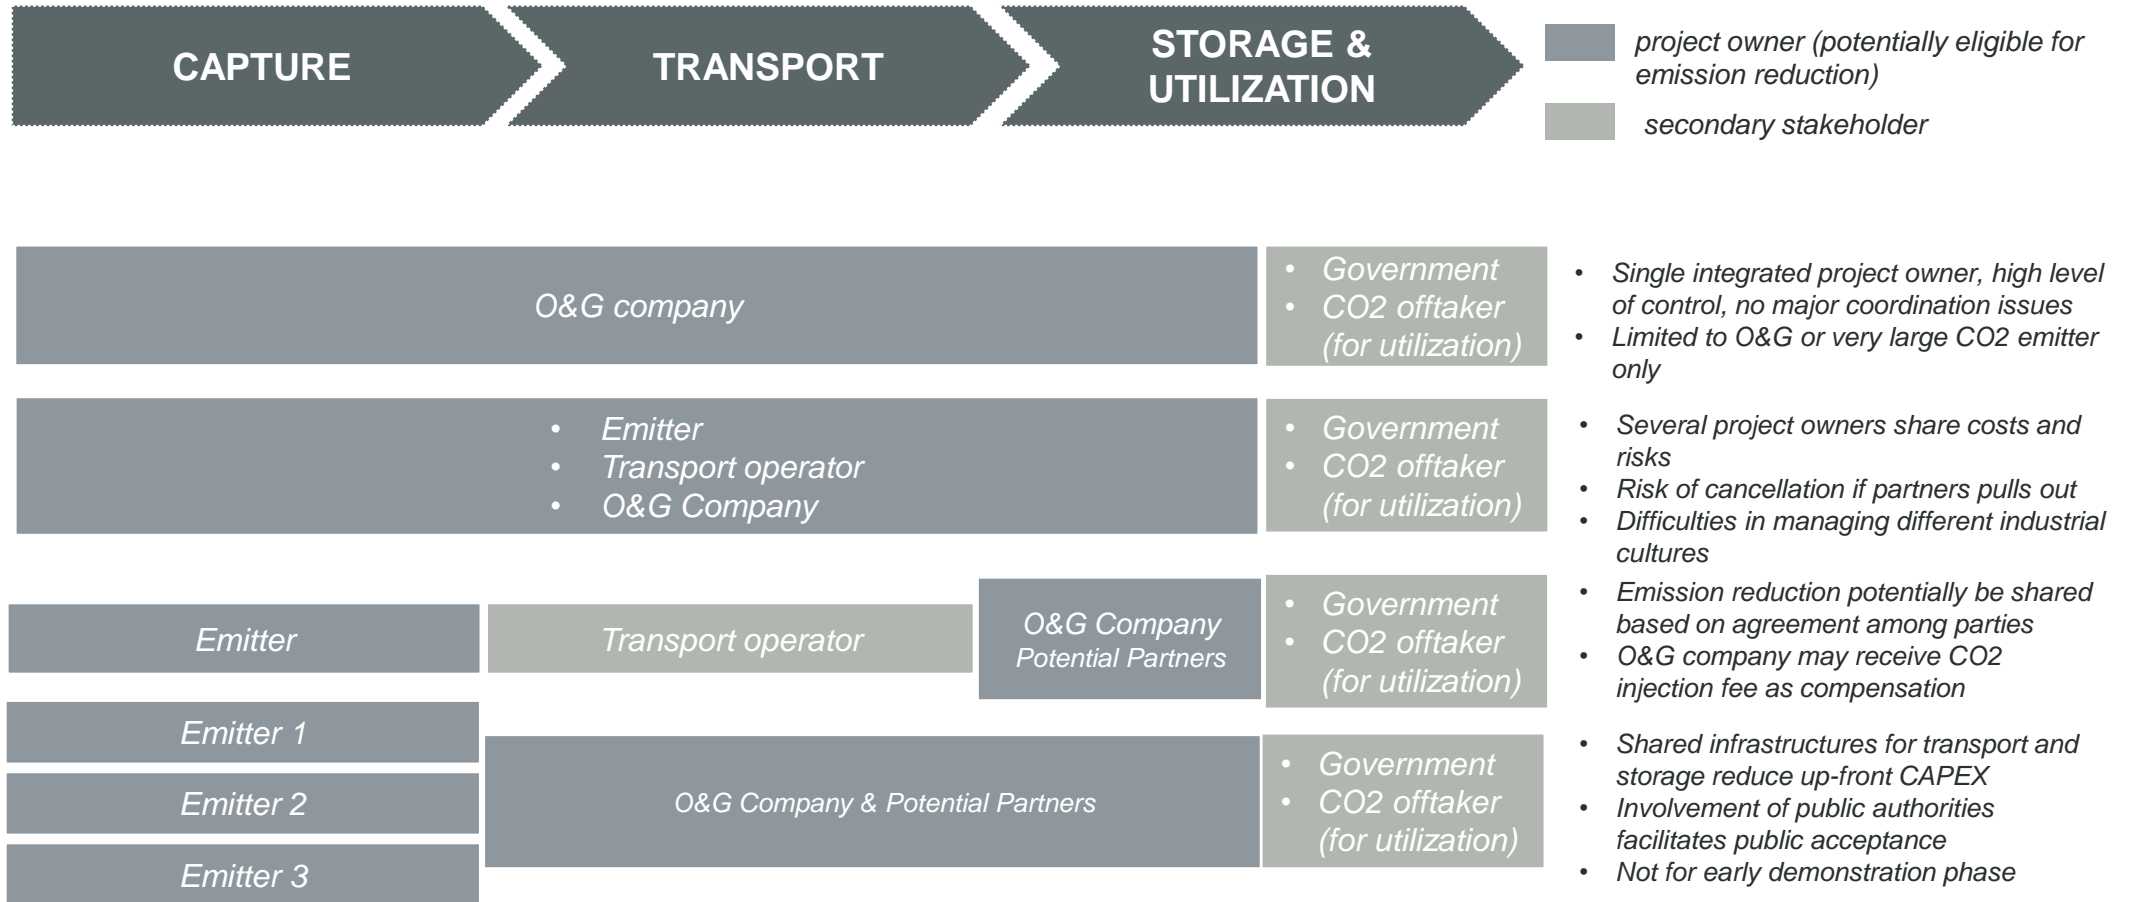 CAPTURE
TRANSPORT
STORAGE &
UTILIZATION
project owner (potentially eligible for
emission reduction)
secondary stakeholder
O&G company
• Government
• CO2 offtaker
(for utilization)
• Single integrated project owner, high level
of control, no major coordination issues
• Limited to O&G or very large CO2 emitter
only
• Emitter
• Transport operator
• O&G Company
• Government
• CO2 offtaker
(for utilization)
• Several project owners share costs and
risks
• Risk of cancellation if partners pulls out
• Difficulties in managing different industrial
cultures
Emitter
Transport operator
O&G Company
Potential Partners
• Government
• CO2 offtaker
(for utilization)
• Emission reduction potentially be shared
based on agreement among parties
• O&G company may receive CO2
injection fee as compensation
Emitter 1
Emitter 2
Emitter 3
O&G Company & Potential Partners
• Government
• CO2 offtaker
(for utilization)
• Shared infrastructures for transport and
storage reduce up-front CAPEX
• Involvement of public authorities
facilitates public acceptance
• Not for early demonstration phase